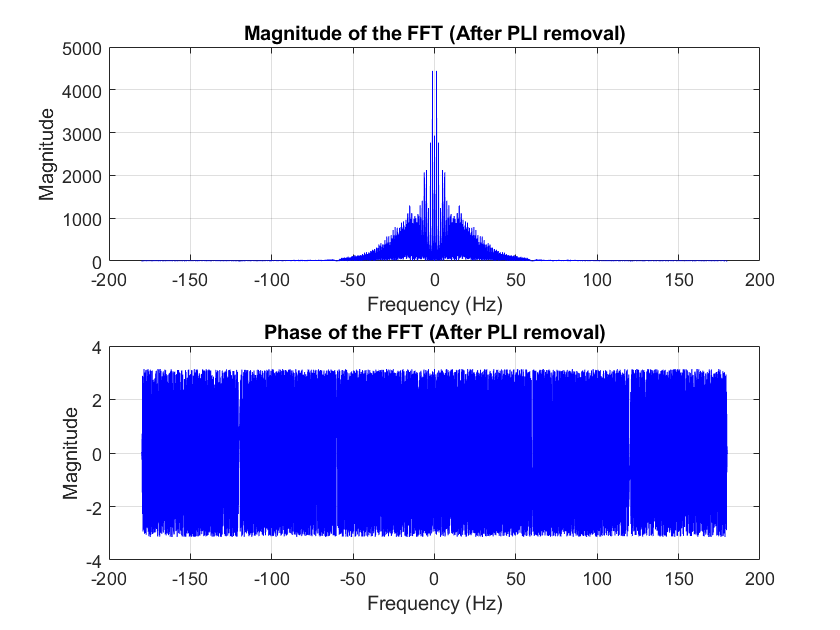 Magnitude of the FFT (After PLI removal)
5000
4000
3000
2000
1000
0
Magnitude
-200 -150 -100 -50 0 50 100 150 200
Frequency (Hz)
Phase of the FFT (After PLI removal)
4
2
0
-2
-4
Magnitude
-200 -150 -100 -50 0 50 100 150 200
Frequency (Hz)